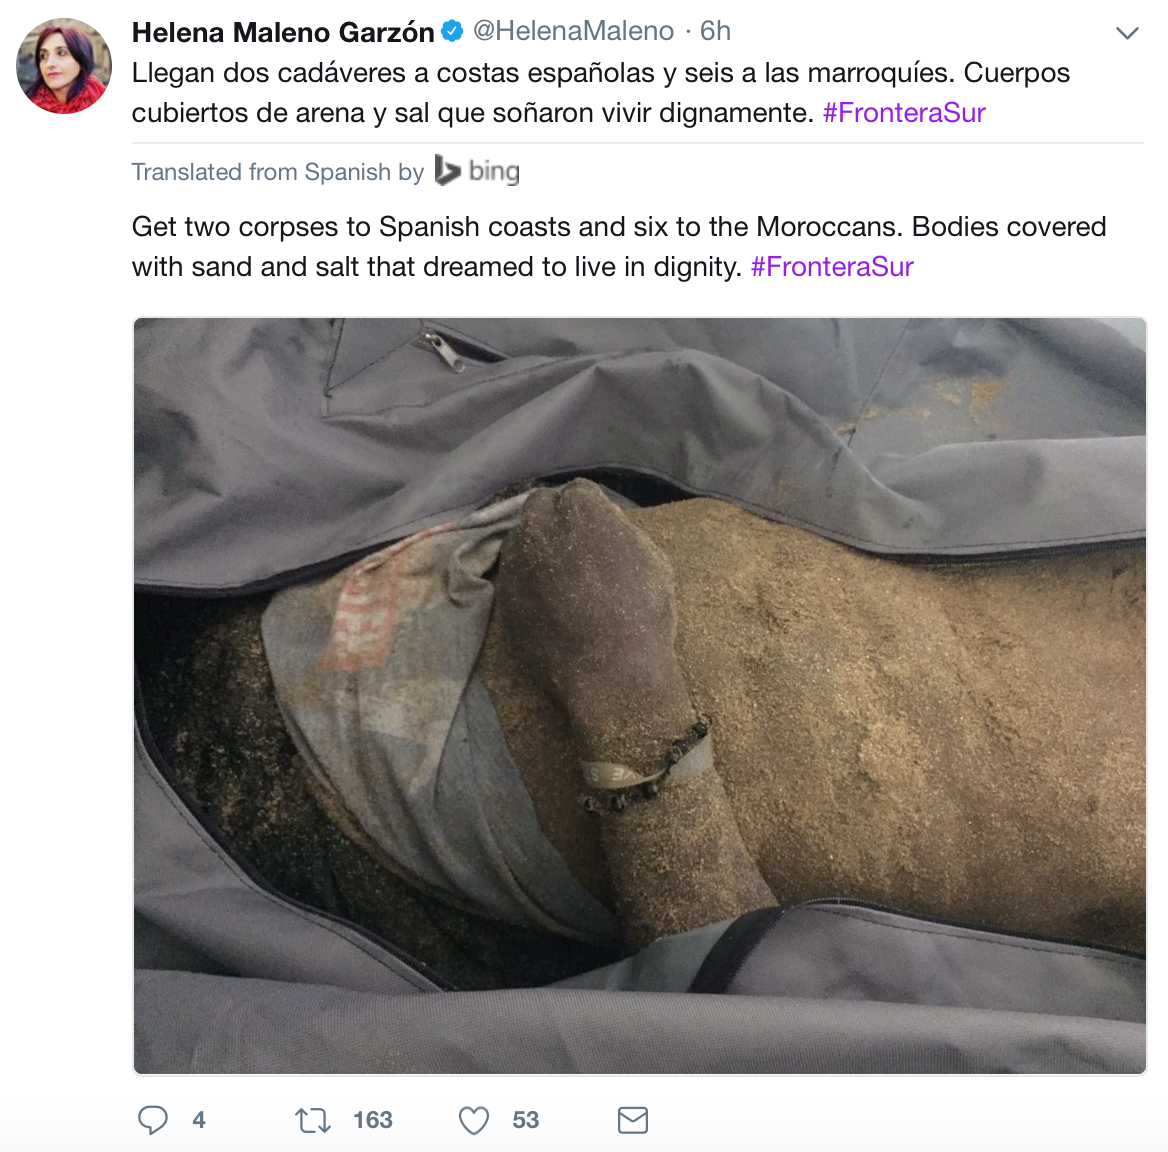 Helena Maleno Garzón @HelenaMaleno · 6h
Llegan dos cadáveres a costas españolas y seis a las marroquíes. Cuerpos
cubiertos de arena y sal que soñaron vivir dignamente. #FronteraSur
Translated from Spanish by bing
Get two corpses to Spanish coasts and six to the Moroccans. Bodies covered
with sand and salt that dreamed to live in dignity. #FronteraSur
4 163 53